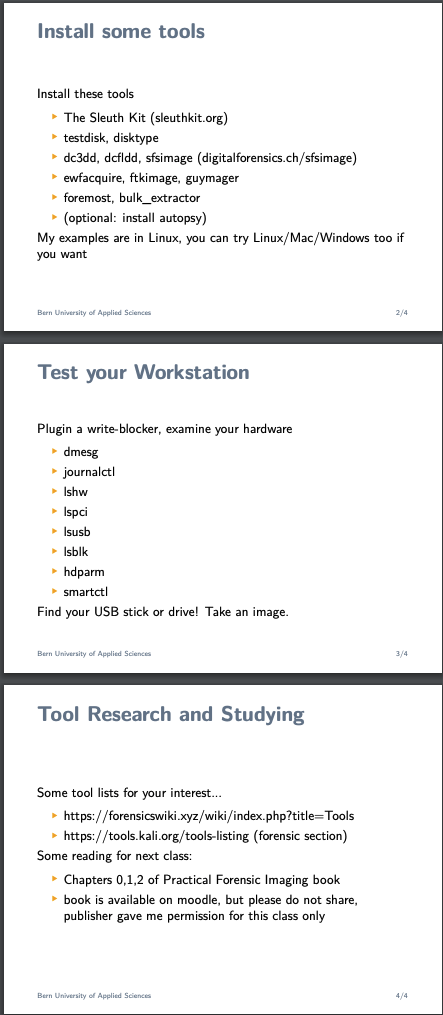 Install some tools
Install these tools
The Sleuth Kit (sleuthkit.org)
testdisk, disktype
dc3dd, dcfldd, sfsimage (digitalforensics.ch/sfsimage)
ewfacquire, ftkimage, guymager
foremost, bulk_extractor
(optional: install autopsy)
My examples are in Linux, you can try Linux/Mac/Windows too if
you want
Bern University of Applied Sciences 2/4
Test your Workstation
Plugin a write-blocker, examine your hardware
dmesg
journalctl
lshw
lspci
lsusb
lsblk
hdparm
smartctl
Find your USB stick or drive! Take an image.
Bern University of Applied Sciences 3/4
Tool Research and Studying
Some tool lists for your interest...
https://forensicswiki.xyz/wiki/index.php?title=Tools
https://tools.kali.org/tools-listing (forensic section)
Some reading for next class:
Chapters 0,1,2 of Practical Forensic Imaging book
book is available on moodle, but please do not share,
publisher gave me permission for this class only
Bern University of Applied Sciences 4/4